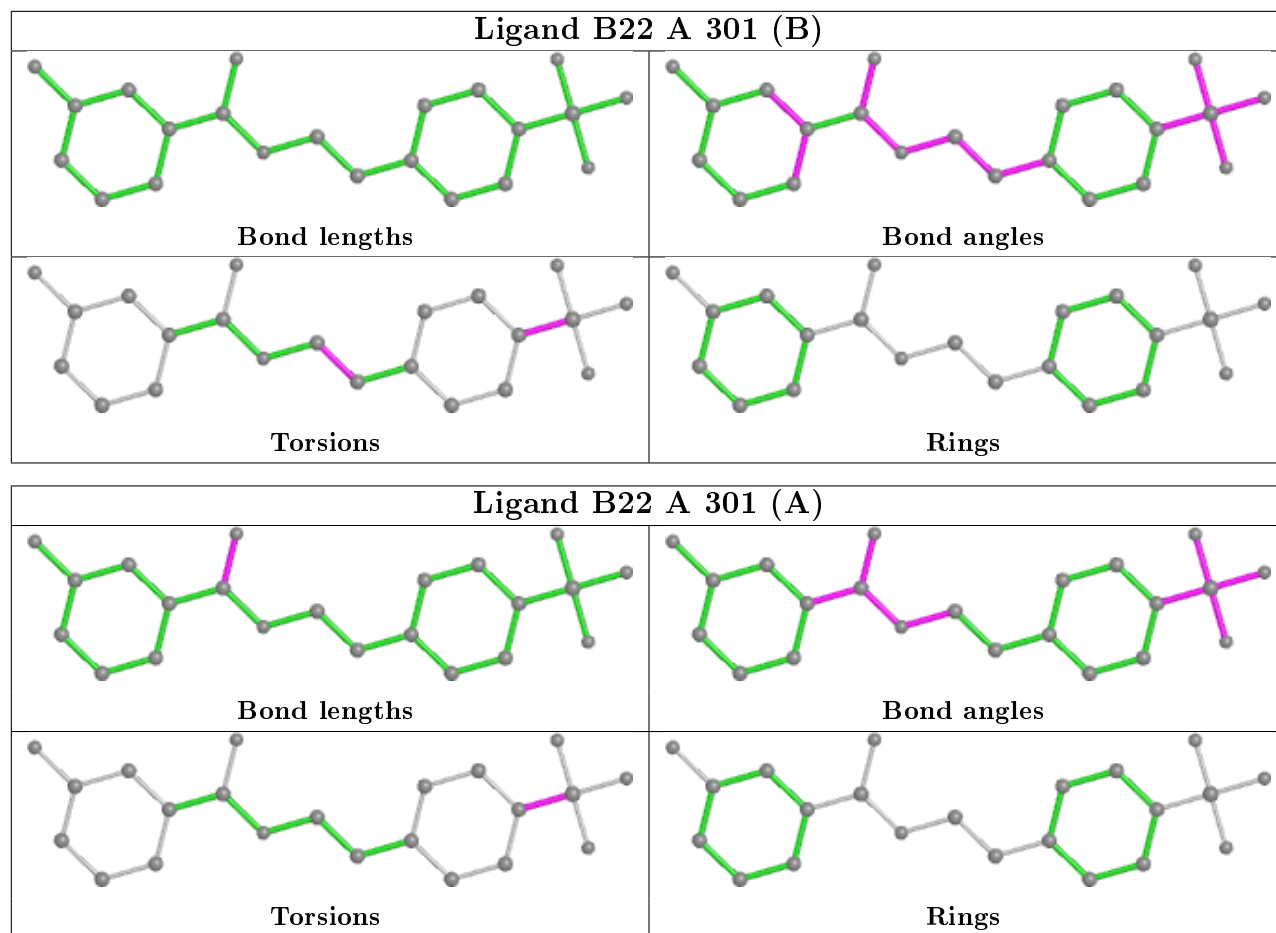 Ligand B22 A 301 (B)
Bond lengths
Bond angles
Torsions
Rings
Ligand B22 A 301 (A)
Bond lengths
Bond angles
Torsions
Rings